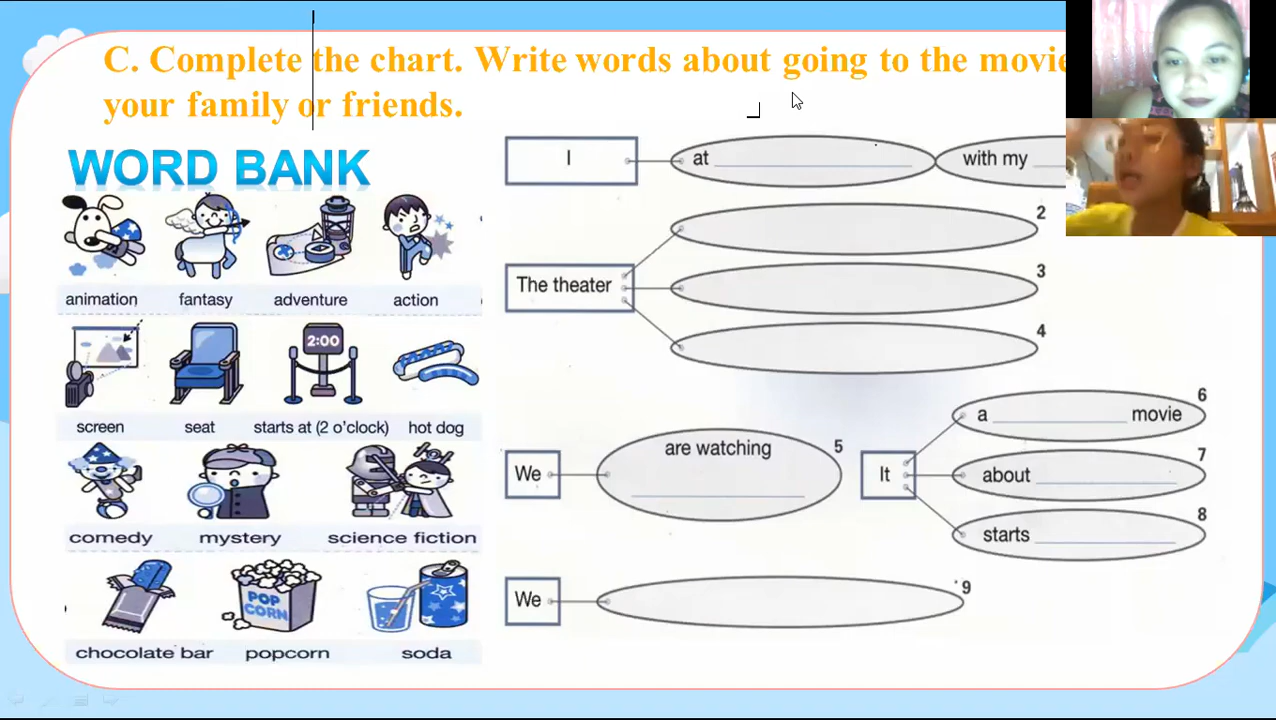 C. Complete the chart. Write words about going to the movie
your family or friends.
WORD BANK
animation fantasy adventure action
2:00
screen seat starts at (2 o'clock) hot dog
comedy mystery science fiction
POP
CORN
chocolate bar popcorn soda
I at with my
2
The theater 3
4
We are watching 5
It
a movie 6
about 7
starts 8
We 9